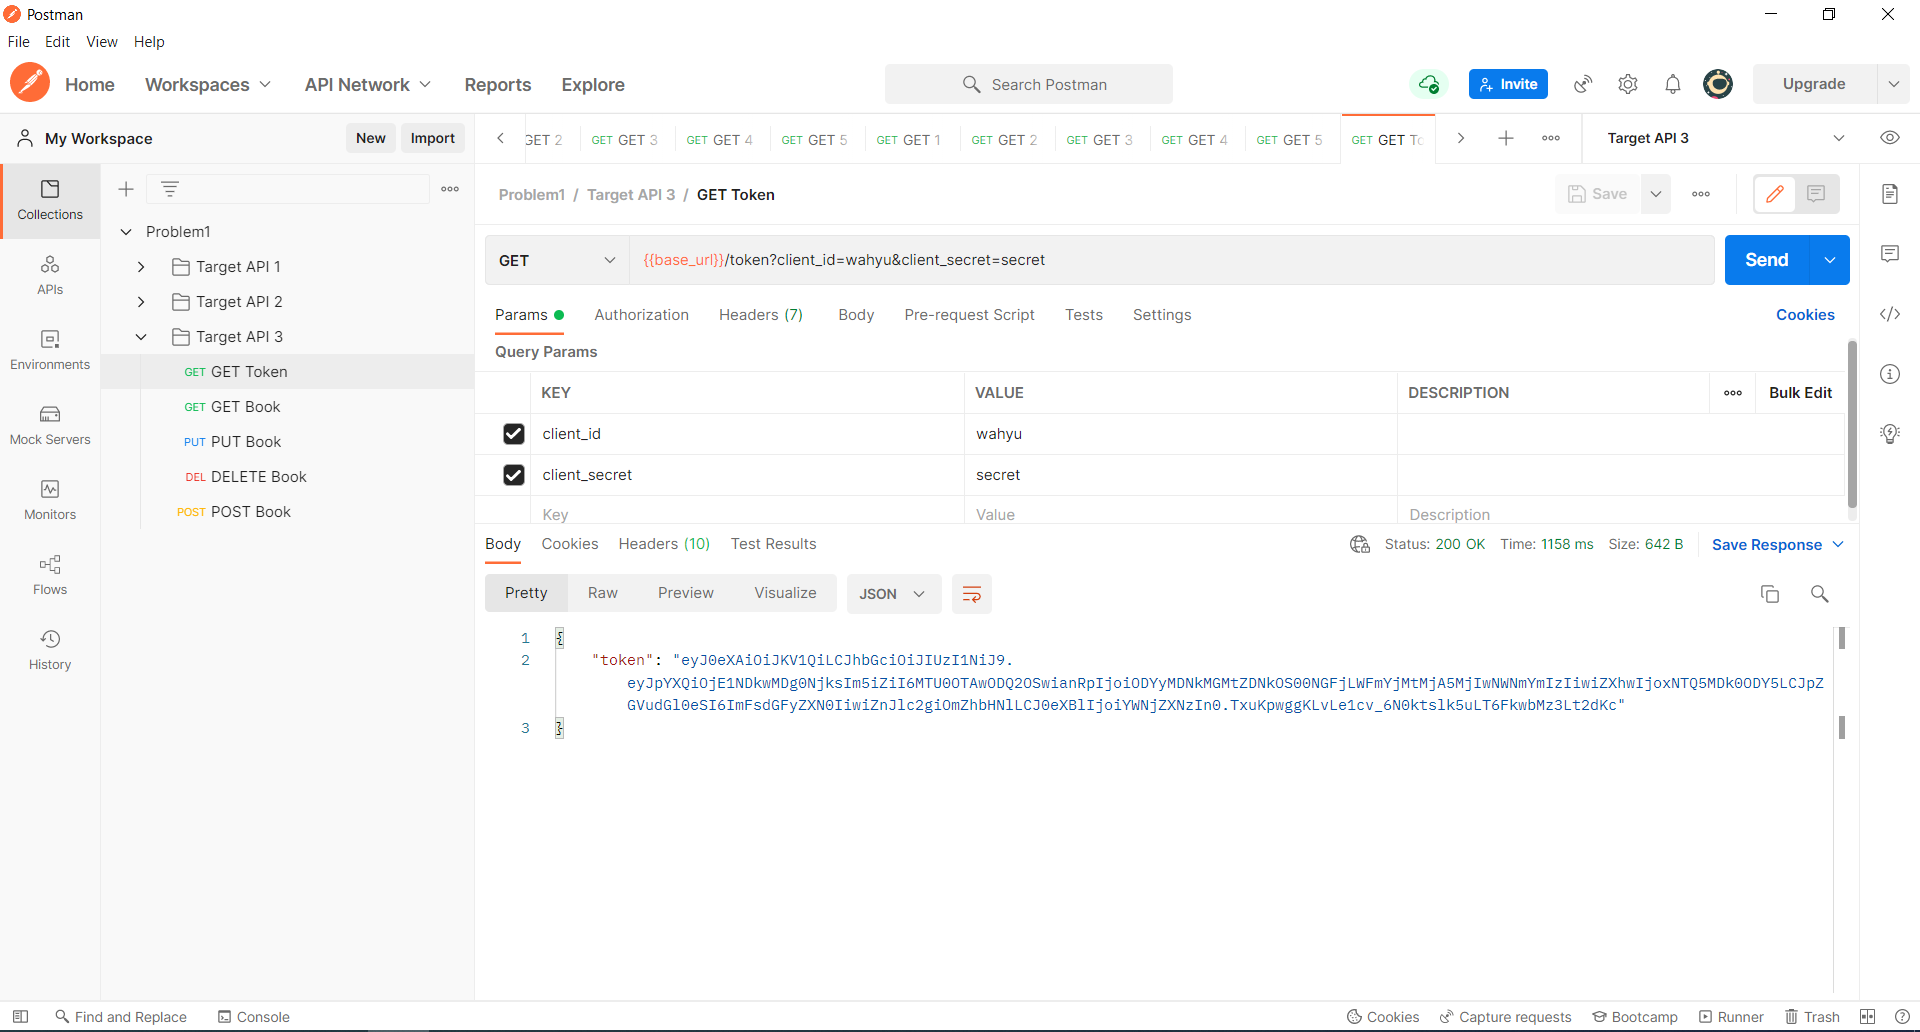 Postman
File Edit View Help
Home Workspaces API Network Reports Explore Search Postman Invite Upgrade
My Workspace New Import GET 2 GET GET 3 GET GET 4 GET GET 5 GET GET 1 GET GET 2 GET GET 3 GET GET 4 GET GET 5 GET GET To Target API 3
Collections
APIs
Environments
Mock Servers
Monitors
Flows
History
Problem1
Target API 1
Target API 2
Target API 3
GET GET Token
GET GET Book
PUT PUT Book
DEL DELETE Book
POST POST Book
Problem1 / Target API 3 / GET Token Save
GET {{base_url}}/token?client_id=wahyu&client_secret=secret Send
Params Authorization Headers (7) Body Pre-request Script Tests Settings Cookies
Query Params
KEY VALUE DESCRIPTION Bulk Edit
client_id wahyu
client_secret secret
Key Value Description
Body Cookies Headers (10) Test Results Status: 200 OK Time: 1158 ms Size: 642 B Save Response
Pretty Raw Preview Visualize JSON
1 {
2 "token": "eyJ0eXAiOiJKV1QiLCJhbGciOiJIUzI1NiJ9.
eyJpYXQiOjE1NDkwMDg0NjksIm5iZiI6MTU0OTAwODQ2OSwianRpIjoiODYyMDNkMGMtZDNkOS00NGFjLWFmYjMtMjA5MjIwNWNmYmIzIiwiZXhwIjoxNTQ5MDk0ODY5LCJpZ
GVudGl0eSI6ImFsdGFyZXN0IiwiZnJlc2giOmZhbHNlLCJ0eXBlIjoiYWNjZXNzIn0.TxuKpwggKLvLe1cv_6N0ktslk5uLT6FkwbMz3Lt2dKc"
3 }
Find and Replace Console Cookies Capture requests Bootcamp Runner Trash